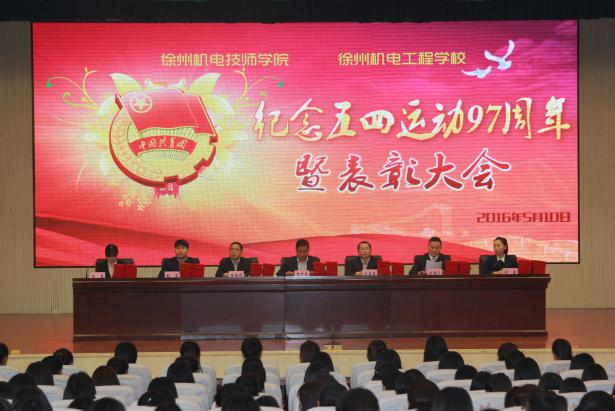 徐州机电技师学院 徐州机电工程学校
中国共青团
纪念五四运动97周年
暨表彰大会
2016年5月10日